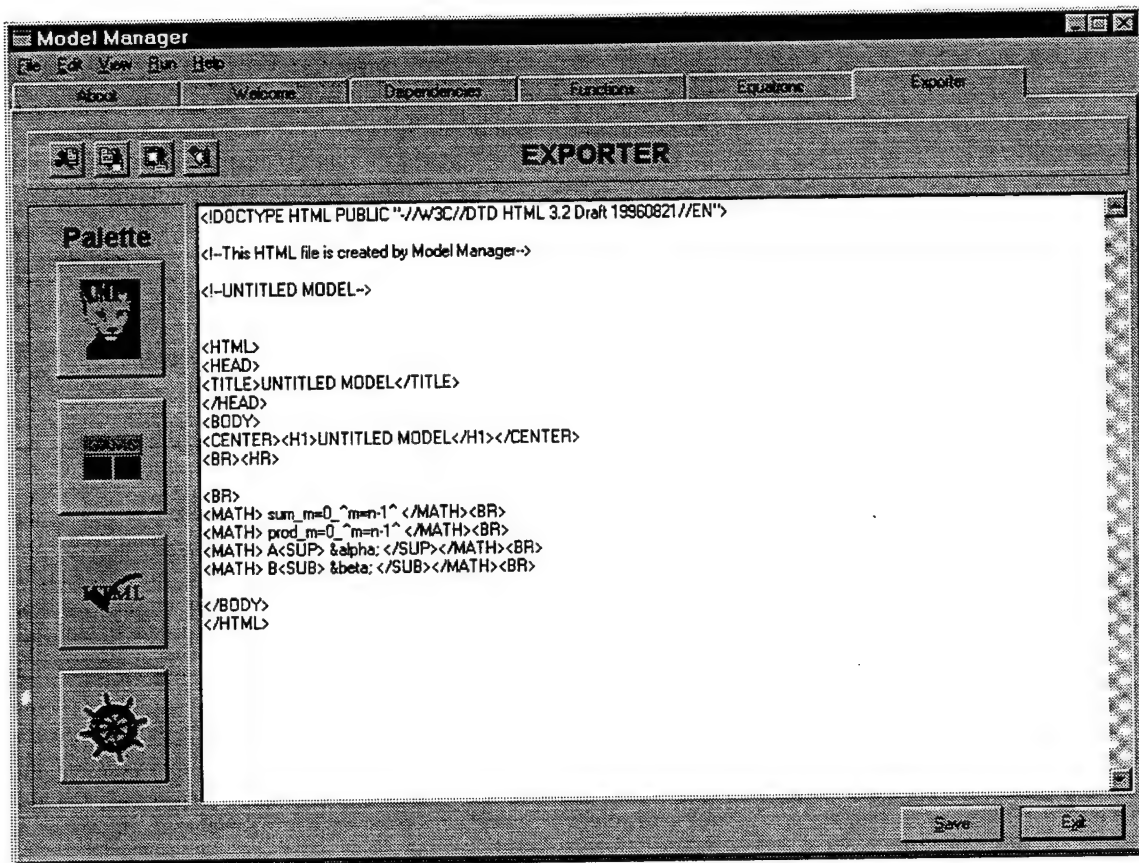 Model Manager
File Edit View Run Help
About Welcome Dependencies Functions Equations Exporter
EXPORTER
Palette
<!DOCTYPE HTML PUBLIC "-//W3C//DTD HTML 3.2 Draft 19960821//EN">
<!--This HTML file is created by Model Manager-->
<!--UNTITLED MODEL-->
<HTML>
<HEAD>
<TITLE>UNTITLED MODEL</TITLE>
</HEAD>
<BODY>
<CENTER><H1>UNTITLED MODEL</H1></CENTER>
<BR><HR>
<BR>
<MATH> sum_m=0_^m=n-1^ </MATH><BR>
<MATH> prod_m=0_^m=n-1^ </MATH><BR>
<MATH> A<SUP> &alpha; </SUP></MATH><BR>
<MATH> B<SUB> &beta; </SUB></MATH><BR>
</BODY>
</HTML>
HTML
Save Exit